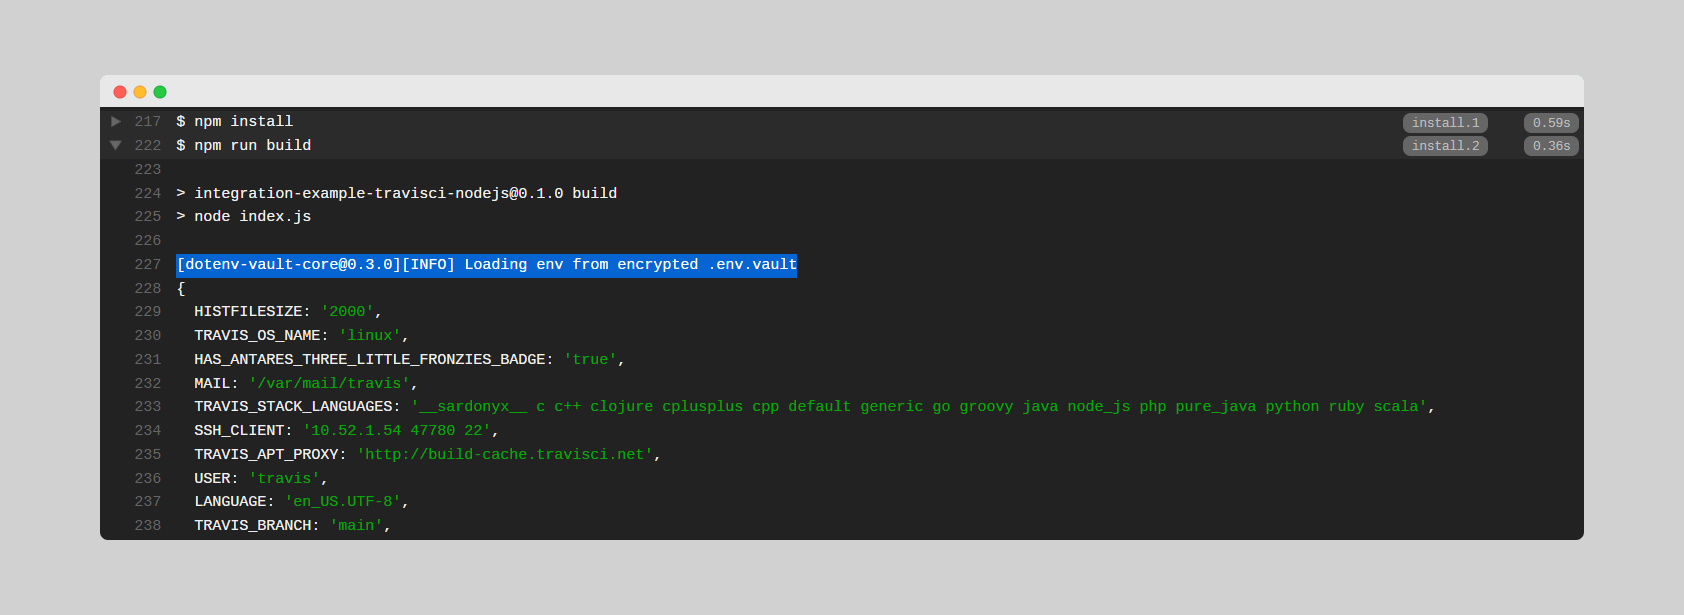 217 $ npm install install.1 0.59s
222 $ npm run build install.2 0.36s
223
224 > integration-example-travisci-nodejs@0.1.0 build
225 > node index.js
226
227 [dotenv-vault-core@0.3.0][INFO] Loading env from encrypted .env.vault
228 {
229 HISTFILESIZE: '2000',
230 TRAVIS_OS_NAME: 'linux',
231 HAS_ANTARES_THREE_LITTLE_FRONZIES_BADGE: 'true',
232 MAIL: '/var/mail/travis',
233 TRAVIS_STACK_LANGUAGES: '__sardonyx__ c c++ clojure cplusplus cpp default generic go groovy java node_js php pure_java python ruby scala',
234 SSH_CLIENT: '10.52.1.54 47780 22',
235 TRAVIS_APT_PROXY: 'http://build-cache.travisci.net',
236 USER: 'travis',
237 LANGUAGE: 'en_US.UTF-8',
238 TRAVIS_BRANCH: 'main',